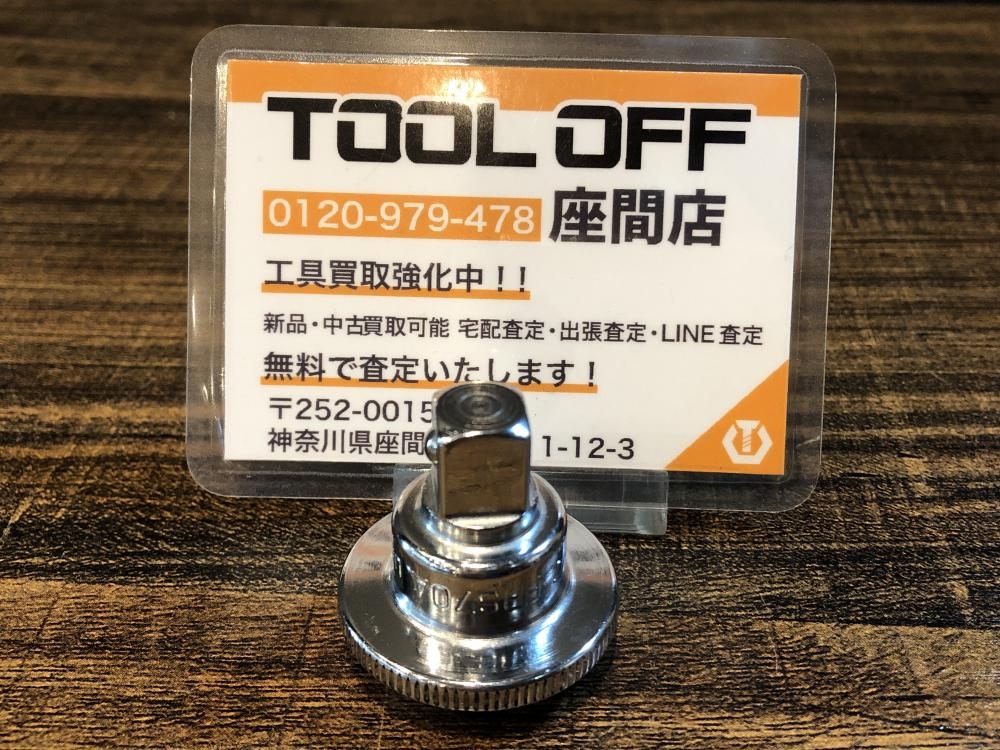 TOOL OFF
0120-979-478 座間店
工具買取強化中!!
新品・中古買取可能 宅配査定・出張査定・LINE査定
無料で査定いたします!
〒252-0015
神奈川県座間 1-12-3